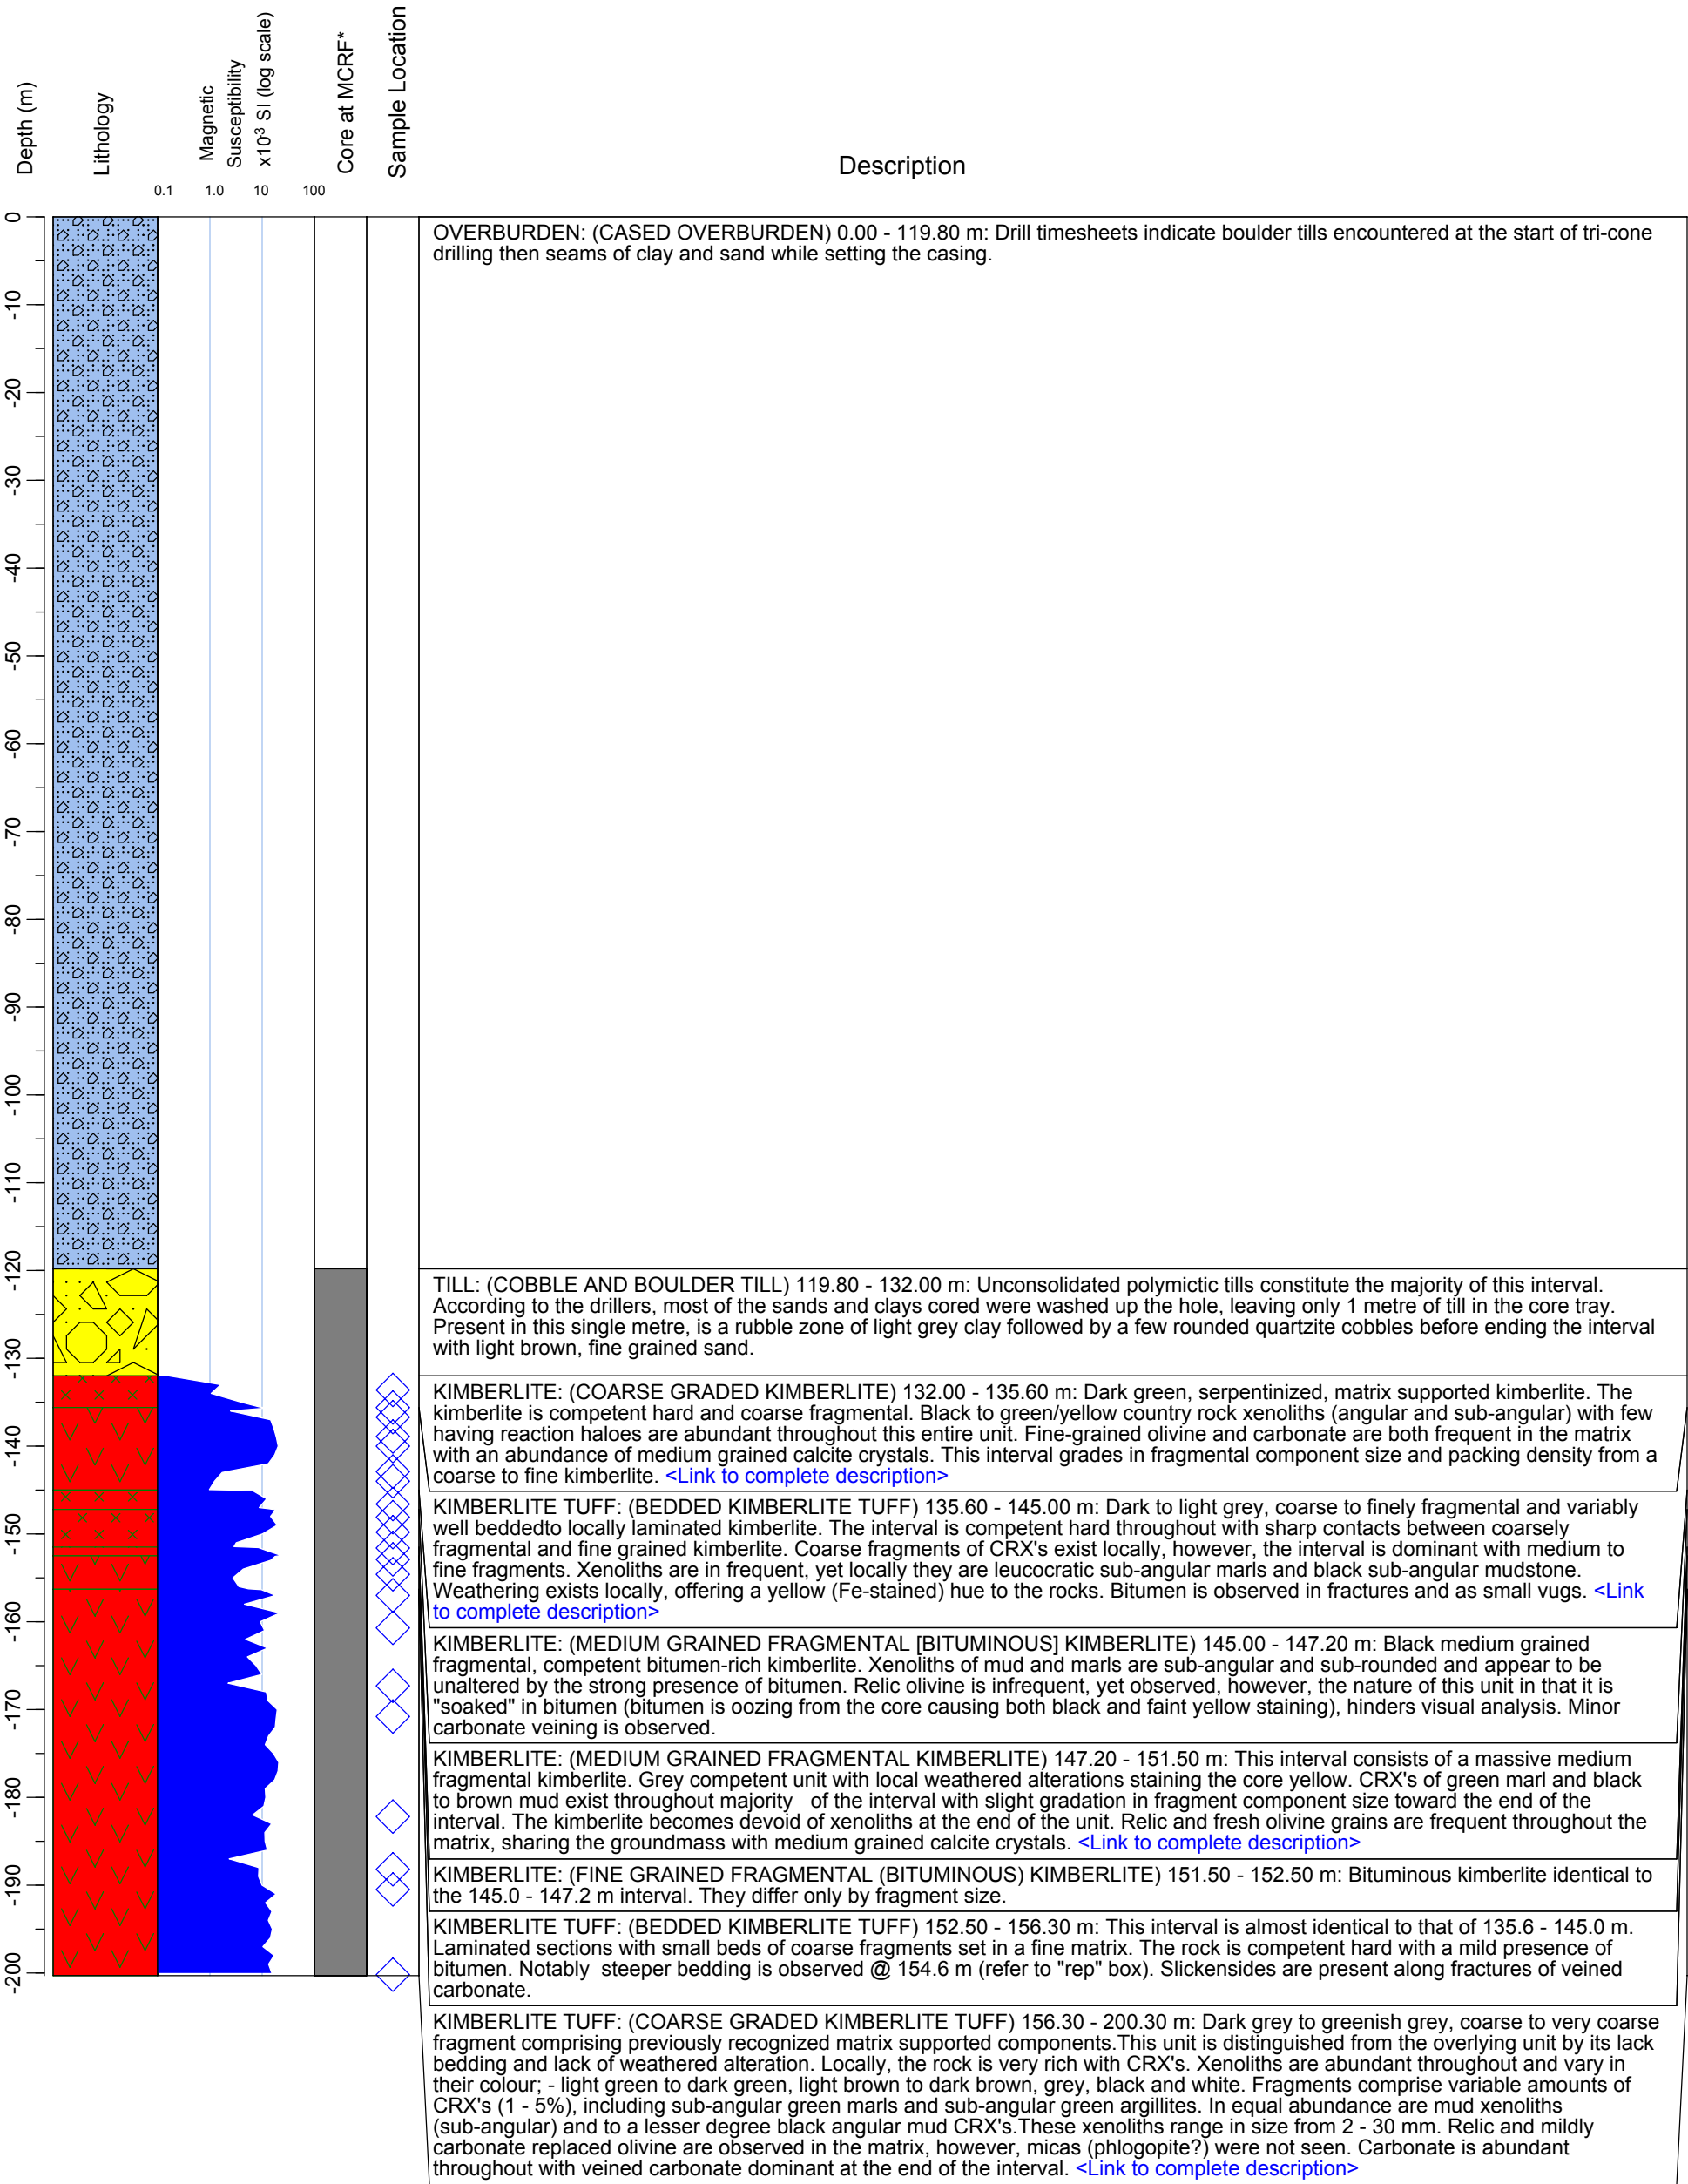 Depth (m)
Lithology
Magnetic
Susceptibility
x10³ SI (log scale)
Core at MCRF*
Sample Location
Description
0.1 1.0 10 100
0
-10
-20
-30
-40
-50
-60
-70
-80
-90
-100
-110
-120
-130
-140
-150
-160
-170
-180
-190
-200
OVERBURDEN: (CASED OVERBURDEN) 0.00 - 119.80 m: Drill timesheets indicate boulder tills encountered at the start of tri-cone
drilling then seams of clay and sand while setting the casing.
TILL: (COBBLE AND BOULDER TILL) 119.80 - 132.00 m: Unconsolidated polymictic tills constitute the majority of this interval.
According to the drillers, most of the sands and clays cored were washed up the hole, leaving only 1 metre of till in the core tray.
Present in this single metre, is a rubble zone of light grey clay followed by a few rounded quartzite cobbles before ending the interval
with light brown, fine grained sand.
KIMBERLITE: (COARSE GRADED KIMBERLITE) 132.00 - 135.60 m: Dark green, serpentinized, matrix supported kimberlite. The
kimberlite is competent hard and coarse fragmental. Black to green/yellow country rock xenoliths (angular and sub-angular) with few
having reaction haloes are abundant throughout this entire unit. Fine-grained olivine and carbonate are both frequent in the matrix
with an abundance of medium grained calcite crystals. This interval grades in fragmental component size and packing density from a
coarse to fine kimberlite. <Link to complete description>
KIMBERLITE TUFF: (BEDDED KIMBERLITE TUFF) 135.60 - 145.00 m: Dark to light grey, coarse to finely fragmental and variably
well beddedto locally laminated kimberlite. The interval is competent hard throughout with sharp contacts between coarsely
fragmental and fine grained kimberlite. Coarse fragments of CRX's exist locally, however, the interval is dominant with medium to
fine fragments. Xenoliths are in frequent, yet locally they are leucocratic sub-angular marls and black sub-angular mudstone.
Weathering exists locally, offering a yellow (Fe-stained) hue to the rocks. Bitumen is observed in fractures and as small vugs. <Link
to complete description>
KIMBERLITE: (MEDIUM GRAINED FRAGMENTAL [BITUMINOUS] KIMBERLITE) 145.00 - 147.20 m: Black medium grained
fragmental, competent bitumen-rich kimberlite. Xenoliths of mud and marls are sub-angular and sub-rounded and appear to be
unaltered by the strong presence of bitumen. Relic olivine is infrequent, yet observed, however, the nature of this unit in that it is
"soaked" in bitumen (bitumen is oozing from the core causing both black and faint yellow staining), hinders visual analysis. Minor
carbonate veining is observed.
KIMBERLITE: (MEDIUM GRAINED FRAGMENTAL KIMBERLITE) 147.20 - 151.50 m: This interval consists of a massive medium
fragmental kimberlite. Grey competent unit with local weathered alterations staining the core yellow. CRX's of green marl and black
to brown mud exist throughout majority of the interval with slight gradation in fragment component size toward the end of the
interval. The kimberlite becomes devoid of xenoliths at the end of the unit. Relic and fresh olivine grains are frequent throughout the
matrix, sharing the groundmass with medium grained calcite crystals. <Link to complete description>
KIMBERLITE: (FINE GRAINED FRAGMENTAL (BITUMINOUS) KIMBERLITE) 151.50 - 152.50 m: Bituminous kimberlite identical to
the 145.0 - 147.2 m interval. They differ only by fragment size.
KIMBERLITE TUFF: (BEDDED KIMBERLITE TUFF) 152.50 - 156.30 m: This interval is almost identical to that of 135.6 - 145.0 m.
Laminated sections with small beds of coarse fragments set in a fine matrix. The rock is competent hard with a mild presence of
bitumen. Notably steeper bedding is observed @ 154.6 m (refer to "rep" box). Slickensides are present along fractures of veined
carbonate.
KIMBERLITE TUFF: (COARSE GRADED KIMBERLITE TUFF) 156.30 - 200.30 m: Dark grey to greenish grey, coarse to very coarse
fragment comprising previously recognized matrix supported components.This unit is distinguished from the overlying unit by its lack
bedding and lack of weathered alteration. Locally, the rock is very rich with CRX's. Xenoliths are abundant throughout and vary in
their colour; - light green to dark green, light brown to dark brown, grey, black and white. Fragments comprise variable amounts of
CRX's (1 - 5%), including sub-angular green marls and sub-angular green argillites. In equal abundance are mud xenoliths
(sub-angular) and to a lesser degree black angular mud CRX's.These xenoliths range in size from 2 - 30 mm. Relic and mildly
carbonate replaced olivine are observed in the matrix, however, micas (phlogopite?) were not seen. Carbonate is abundant
throughout with veined carbonate dominant at the end of the interval. <Link to complete description>